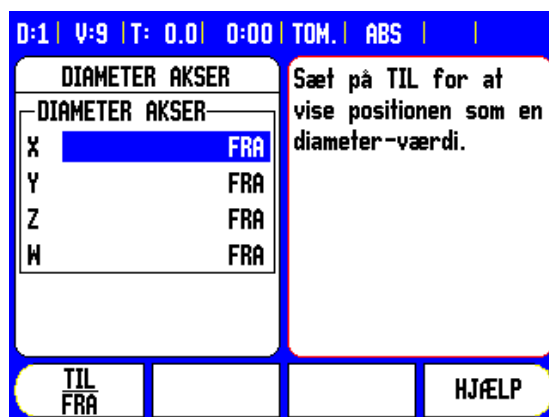 D:1 | V:9 | T: 0.0 | 0:00 | TOM. | ABS | |
DIAMETER AKSER
DIAMETER AKSER
X FRA
Y FRA
Z FRA
W FRA
Sæt på TIL for at
vise positionen som en
diameter-værdi.
TIL
FRA
HJÆLP